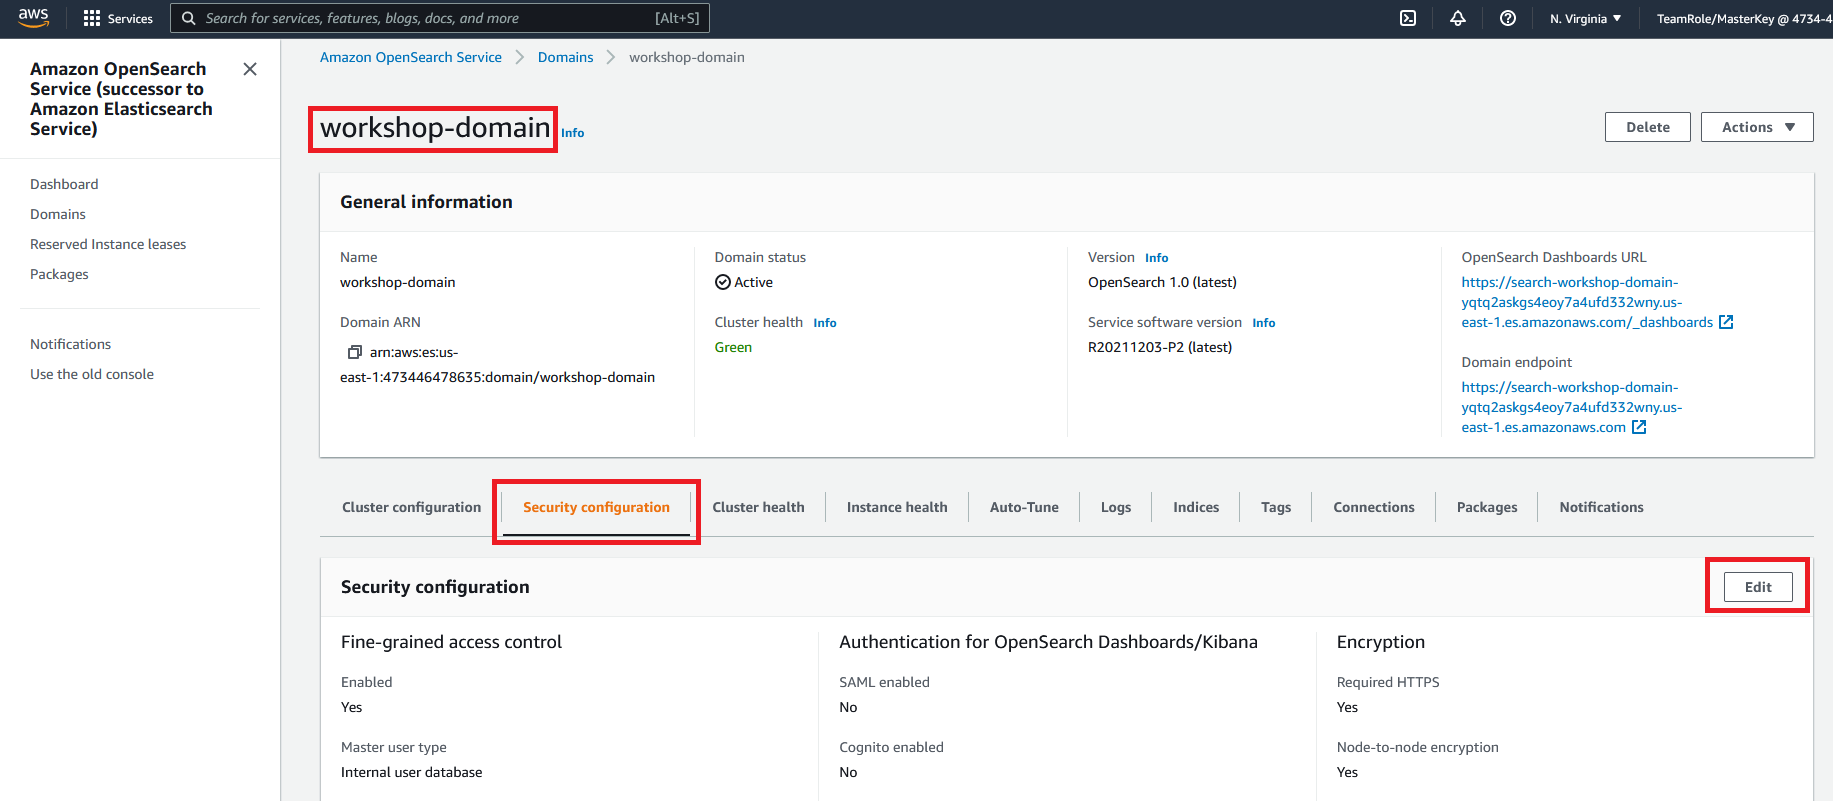 aws
Services
Search for services, features, blogs, docs, and more
[Alt+S]
N. Virginia
TeamRole/MasterKey @ 4734-4
Amazon OpenSearch
Service (successor to
Amazon Elasticsearch
Service)
Dashboard
Domains
Reserved Instance leases
Packages
Notifications
Use the old console
Amazon OpenSearch Service
Domains
workshop-domain
workshop-domain
Info
Delete
Actions
General information
Name
workshop-domain
Domain ARN
arn:aws:es:us-
east-1:473446478635:domain/workshop-domain
Domain status
Active
Cluster health Info
Green
Version Info
OpenSearch 1.0 (latest)
Service software version Info
R20211203-P2 (latest)
OpenSearch Dashboards URL
https://search-workshop-domain-
yqtq2askgs4eoy7a4ufd332wny.us-
east-1.es.amazonaws.com/_dashboards
Domain endpoint
https://search-workshop-domain-
yqtq2askgs4eoy7a4ufd332wny.us-
east-1.es.amazonaws.com
Cluster configuration
Security configuration
Cluster health
Instance health
Auto-Tune
Logs
Indices
Tags
Connections
Packages
Notifications
Security configuration
Edit
Fine-grained access control
Enabled
Yes
Master user type
Internal user database
Authentication for OpenSearch Dashboards/Kibana
SAML enabled
No
Cognito enabled
No
Encryption
Required HTTPS
Yes
Node-to-node encryption
Yes